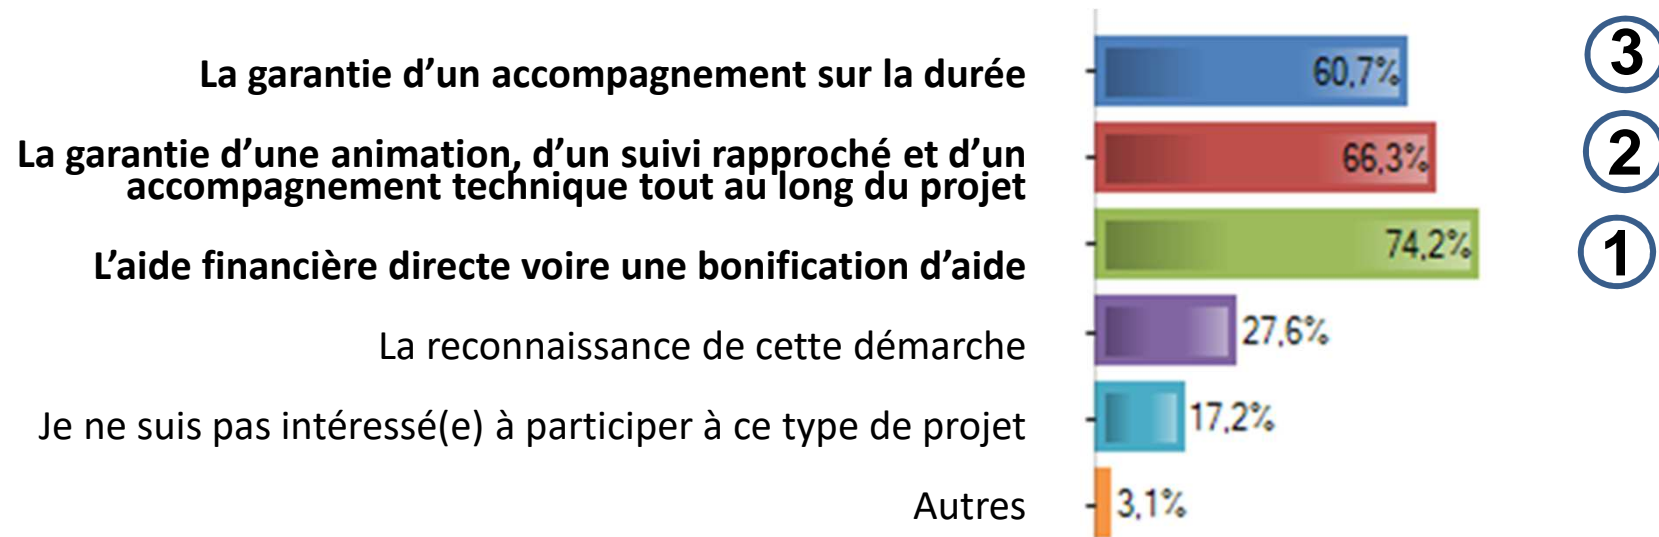 La garantie d’un accompagnement sur la durée 60,7% 3
La garantie d’une animation, d’un suivi rapproché et d’un
accompagnement technique tout au long du projet 66,3% 2
L’aide financière directe voire une bonification d’aide 74,2% 1
La reconnaissance de cette démarche 27,6%
Je ne suis pas intéressé(e) à participer à ce type de projet 17,2%
Autres 3,1%